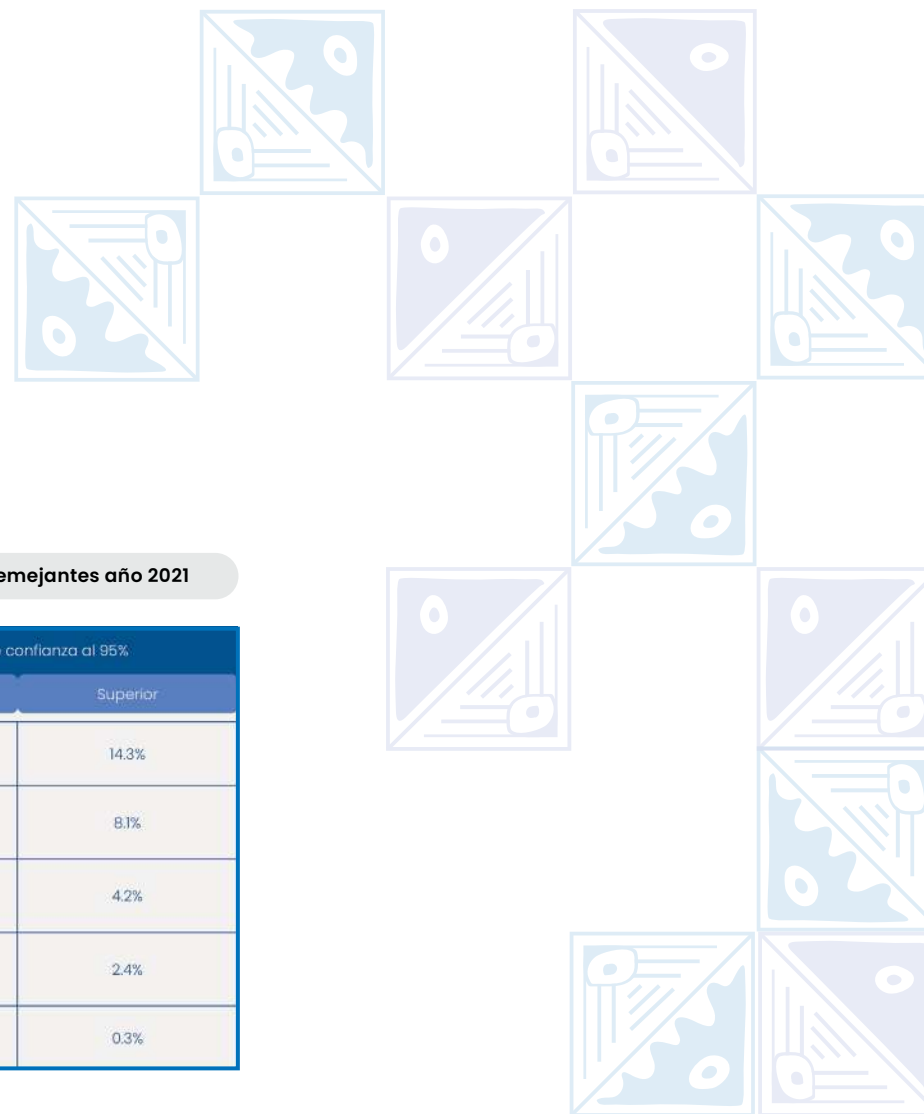 emejantes año 2021
confianza al 95%
Superior
14.3%
8.1%
4.2%
2.4%
0.3%